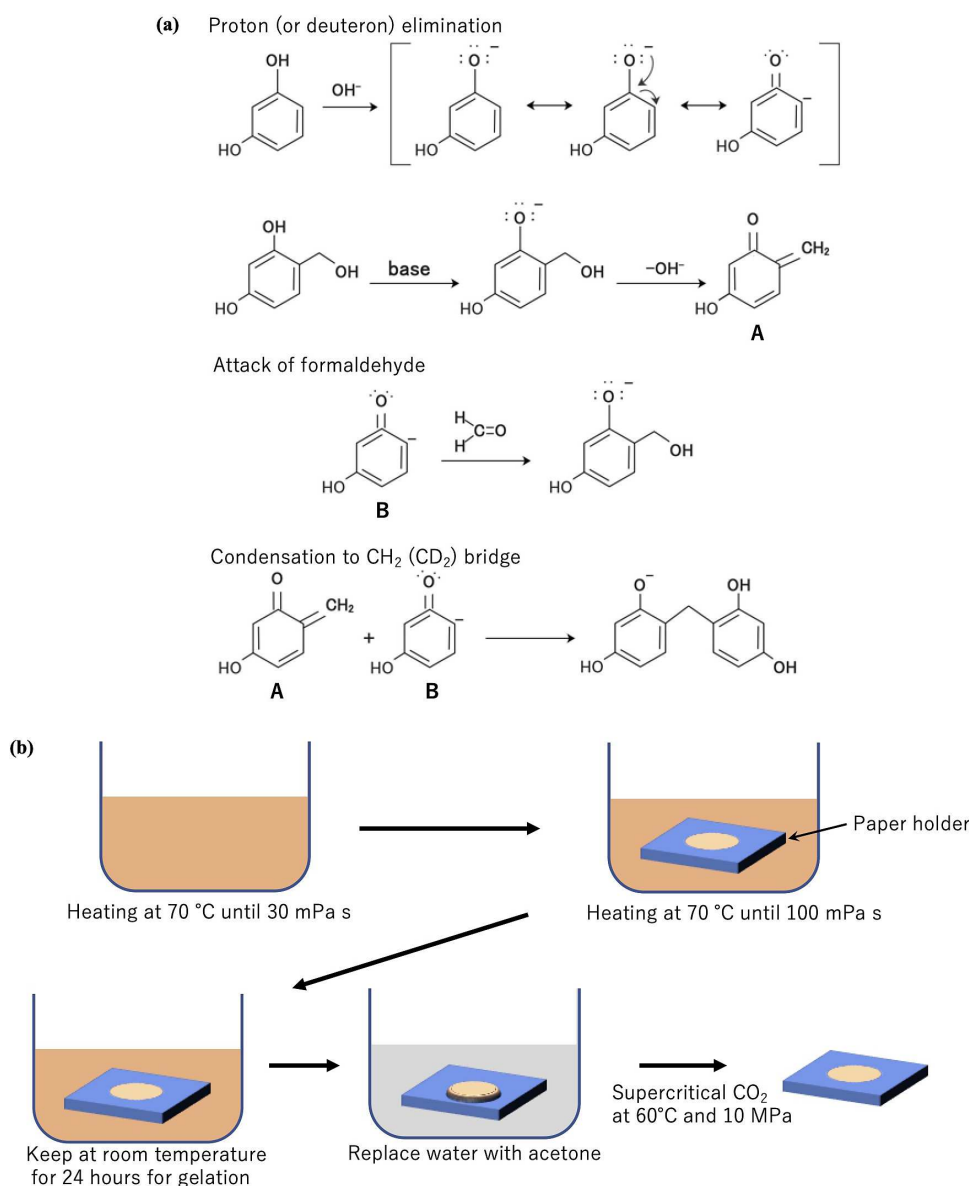 (a) Proton (or deuteron) elimination
OH
HO
OH⁻
: O : −
HO
: O : −
HO
O
−
HO
OH
OH
HO
base
: O : −
OH
HO
−OH⁻
O
CH₂
HO
A
Attack of formaldehyde
O
−
HO
B
H
C=O
H
: O : −
OH
HO
Condensation to CH₂ (CD₂) bridge
O
CH₂
HO
A
+
O
−
HO
B
O⁻
OH
HO
OH
(b)
Paper holder
Heating at 70 °C until 30 mPa s
Heating at 70 °C until 100 mPa s
Keep at room temperature
for 24 hours for gelation
Replace water with acetone
Supercritical CO₂
at 60°C and 10 MPa